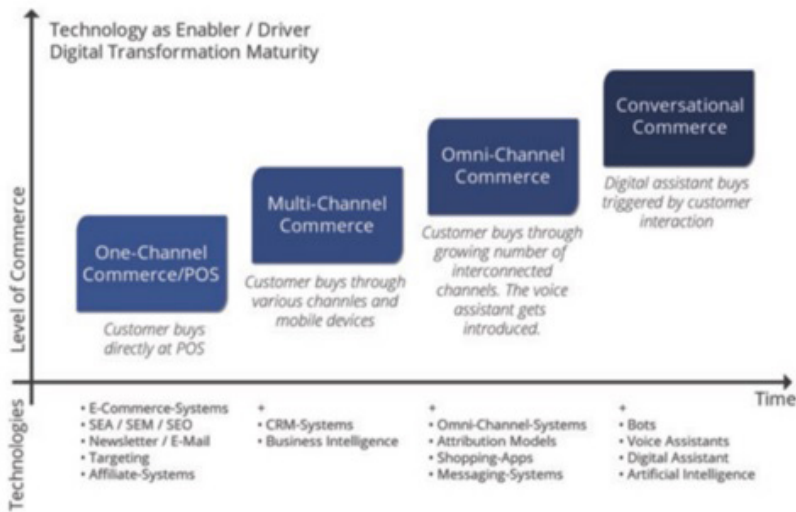 Technology as Enabler / Driver
Digital Transformation Maturity
Level of Commerce
One-Channel
Commerce/POS
Customer buys
directly at POS
Multi-Channel
Commerce
Customer buys through
various channles and
mobile devices
Omni-Channel
Commerce
Customer buys through
growing number of
interconnected
channels. The voice
assistant gets
introduced.
Conversational
Commerce
Digital assistant buys
triggered by customer
interaction
Time
Technologies
• E-Commerce-Systems
• SEA / SEM / SEO
• Newsletter / E-Mail
• Targeting
• Affiliate-Systems
+
• CRM-Systems
• Business Intelligence
+
• Omni-Channel-Systems
• Attribution Models
• Shopping-Apps
• Messaging-Systems
+
• Bots
• Voice Assistants
• Digital Assistant
• Artificial Intelligence